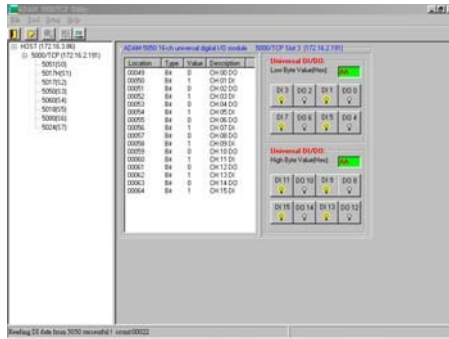 ADAM 5000/TCP Utility
File Tool Setup Help
HOST (172.16.3.86)
5000/TCP (172.16.2.191)
5051(S0)
5017H(S1)
5017(S2)
5050(S3)
5060(S4)
5018(S5)
5090(S6)
5024(S7)
ADAM-5050 16-ch universal digital I/O module 5000/TCP Slot 3 (172.16.2.191)
Location Type Value Description
00049 Bit 0 CH:00 DO
00050 Bit 1 CH:01 DI
00051 Bit 0 CH:02 DO
00052 Bit 1 CH:03 DI
00053 Bit 0 CH:04 DO
00054 Bit 1 CH:05 DI
00055 Bit 0 CH:06 DO
00056 Bit 1 CH:07 DI
00057 Bit 0 CH:08 DO
00058 Bit 1 CH:09 DI
00059 Bit 0 CH:10 DO
00060 Bit 1 CH:11 DI
00061 Bit 0 CH:12 DO
00062 Bit 1 CH:13 DI
00063 Bit 0 CH:14 DO
00064 Bit 1 CH:15 DI
Universal DI/DO:
Low Byte Value(Hex): AA
DI 3 DO 2 DI 1 DO 0
DI 7 DO 6 DI 5 DO 4
Universal DI/DO:
High Byte Value(Hex): AA
DI 11 DO 10 DI 9 DO 8
DI 15 DO 14 DI 13 DO 12
Reading DI data from 5050 successful ! count:00022